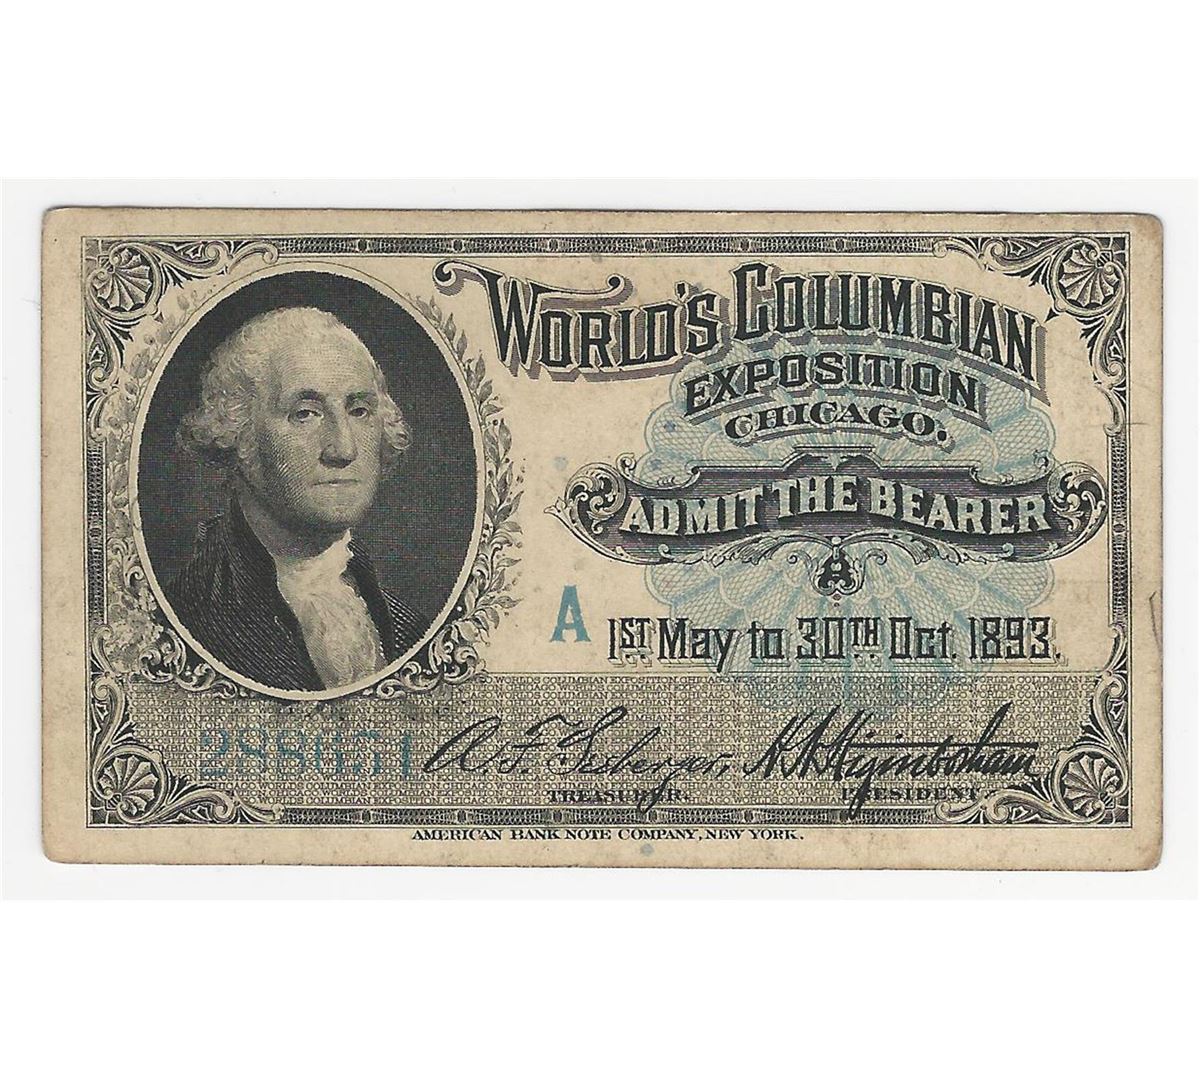 WORLD'S COLUMBIAN
EXPOSITION
CHICAGO.
ADMIT THE BEARER
A
1ST May to 30TH Oct. 1893.
288651
A. F. Seeberger, H. N. Higinbotham
TREASURER. PRESIDENT
AMERICAN BANK NOTE COMPANY, NEW YORK.